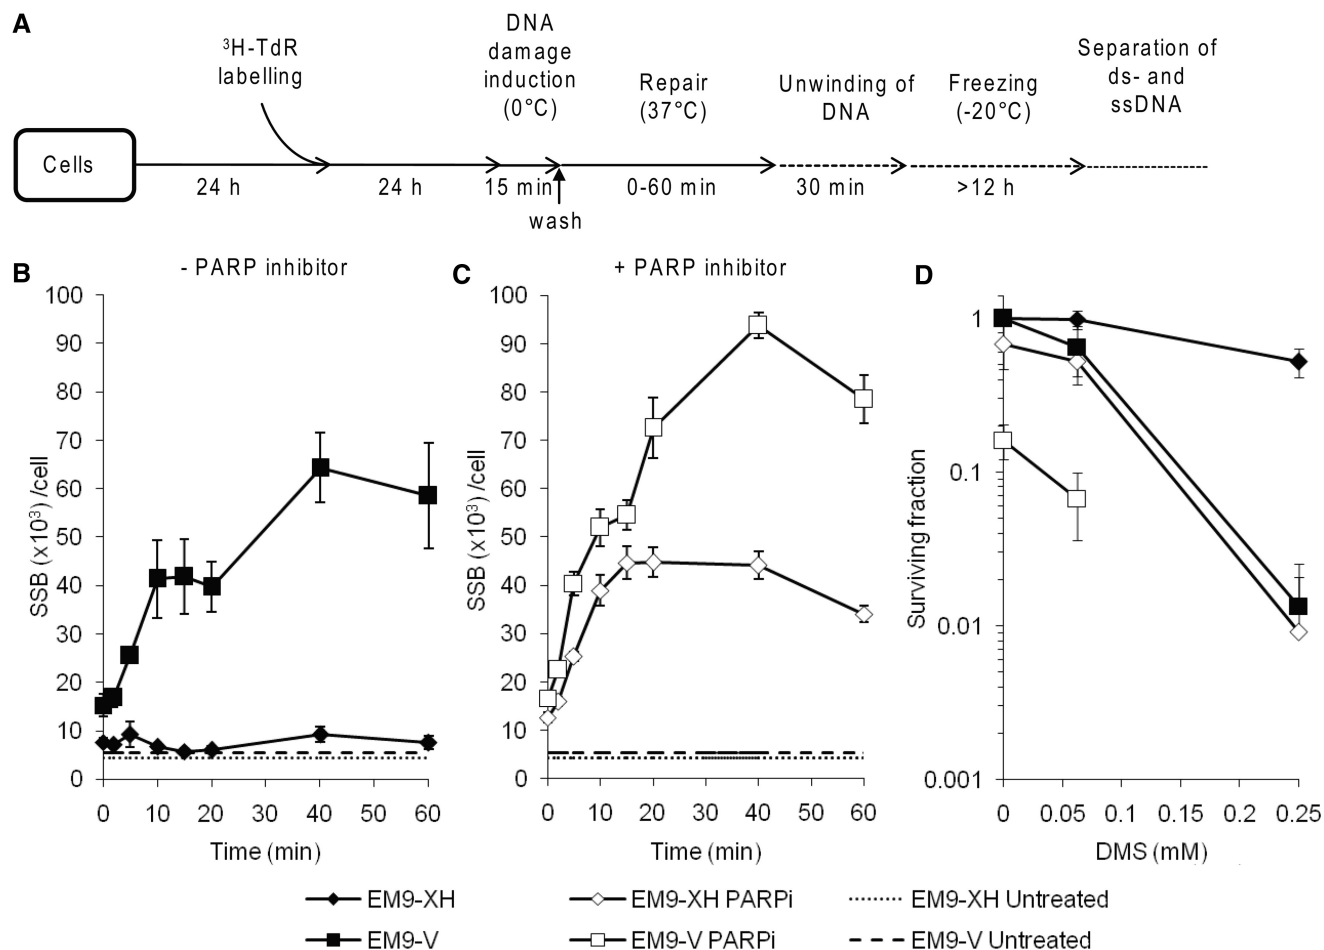 A
Cells
³H-TdR
labelling
DNA
damage
induction
(0°C)
Repair
(37°C)
Unwinding of
DNA
Freezing
(-20°C)
Separation of
ds- and
ssDNA
24 h
24 h
15 min
0-60 min
30 min
>12 h
wash
B
- PARP inhibitor
SSB (x10³) /cell
100
90
80
70
60
50
40
30
20
10
0
0 10 20 30 40 50 60
Time (min)
C
+ PARP inhibitor
SSB (x10³) /cell
100
90
80
70
60
50
40
30
20
10
0
0 10 20 30 40 50 60
Time (min)
D
Surviving fraction
1
0.1
0.01
0.001
0 0.05 0.1 0.15 0.2 0.25
DMS (mM)
EM9-XH
EM9-XH PARPi
EM9-XH Untreated
EM9-V
EM9-V PARPi
EM9-V Untreated